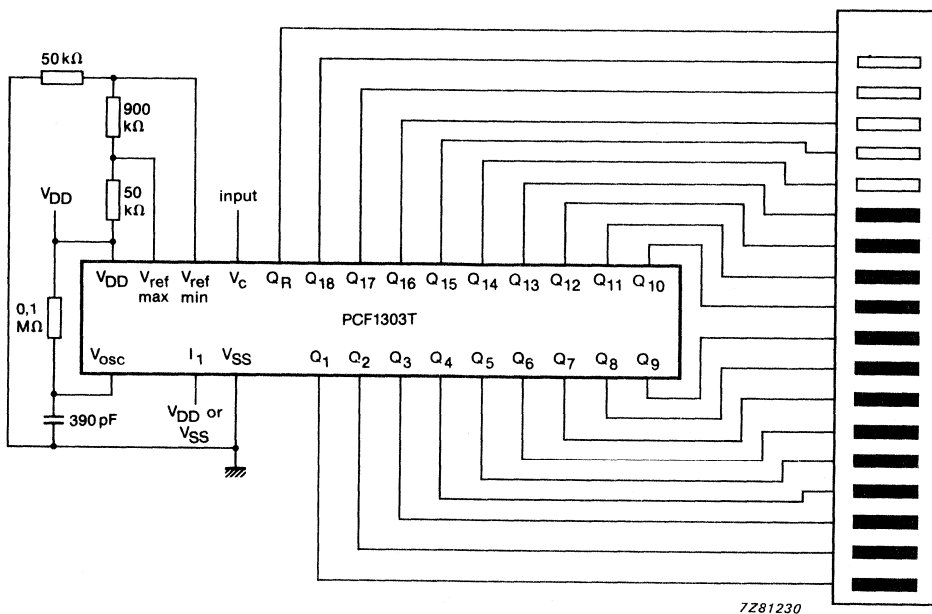 50 kΩ
900
kΩ
50
kΩ
VDD
input
VDD Vref max Vref min Vc QR Q18 Q17 Q16 Q15 Q14 Q13 Q12 Q11 Q10
0,1
MΩ
PCF1303T
Vosc I1 VSS Q1 Q2 Q3 Q4 Q5 Q6 Q7 Q8 Q9
390 pF
VDD or
VSS
7Z81230